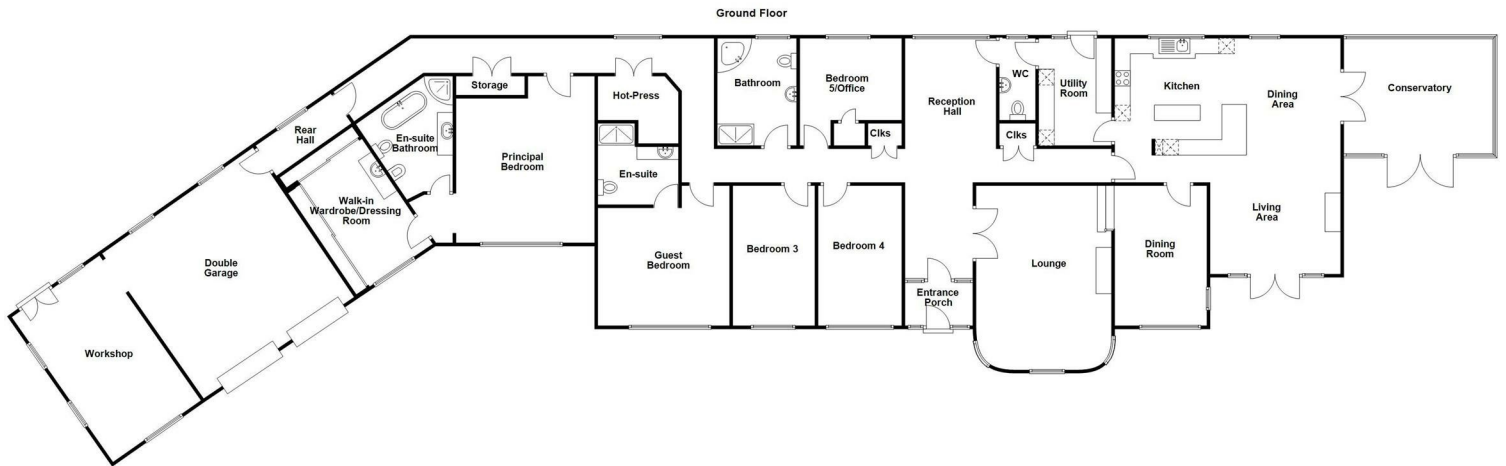 Ground Floor
Storage
Hot-Press
Bathroom
Bedroom
5/Office
Reception
Hall
WC
Utility
Room
Kitchen
Dining
Area
Conservatory
Rear
Hall
En-suite
Bathroom
Principal
Bedroom
En-suite
Clks
Clks
Walk-in
Wardrobe/Dressing
Room
Double
Garage
Guest
Bedroom
Bedroom 3
Bedroom 4
Entrance
Porch
Lounge
Dining
Room
Living
Area
Workshop